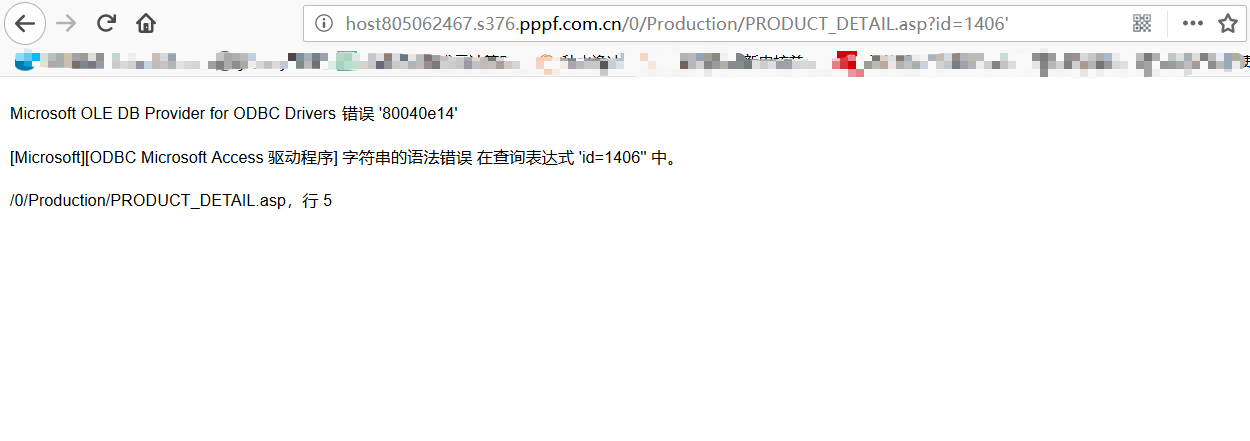 host805062467.s376.pppf.com.cn/0/Production/PRODUCT_DETAIL.asp?id=1406'
Microsoft OLE DB Provider for ODBC Drivers 错误 '80040e14'
[Microsoft][ODBC Microsoft Access 驱动程序] 字符串的语法错误 在查询表达式 'id=1406'' 中。
/0/Production/PRODUCT_DETAIL.asp，行 5